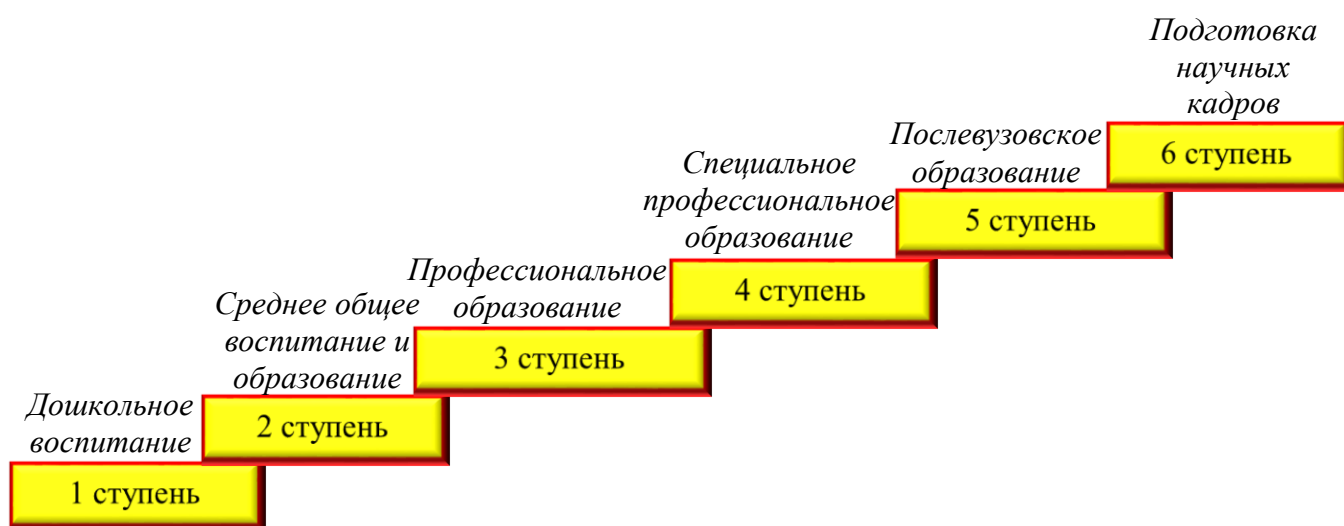 Дошкольное
воспитание
1 ступень
Среднее общее
воспитание и
образование
2 ступень
Профессиональное
образование
3 ступень
Специальное
профессиональное
образование
4 ступень
Послевузовское
образование
5 ступень
Подготовка
научных
кадров
6 ступень